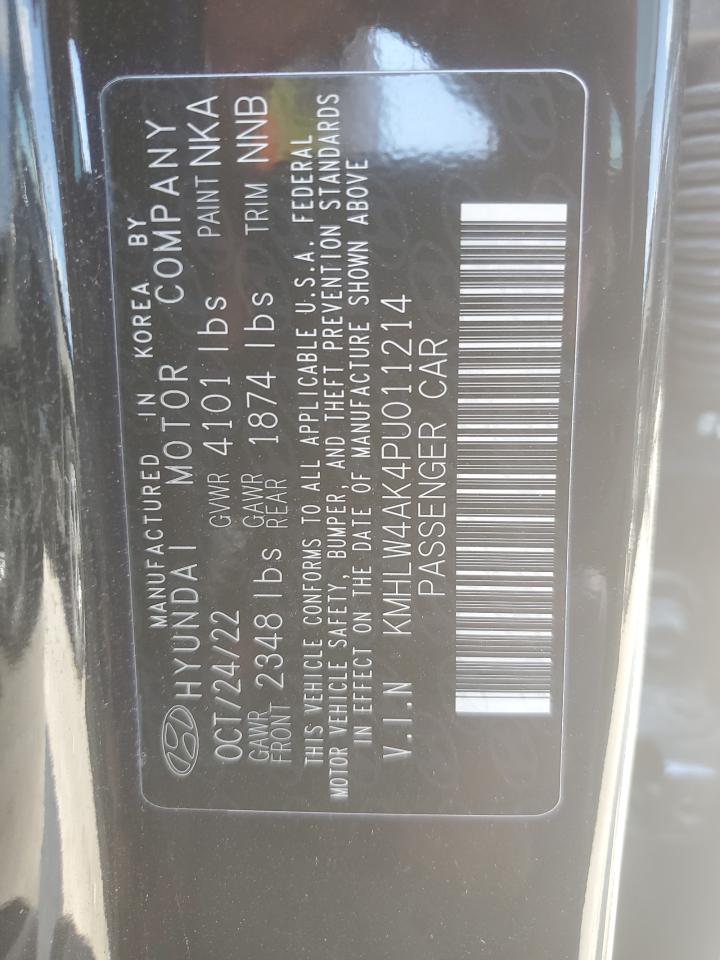 MANUFACTURED IN KOREA BY
HYUNDAI MOTOR COMPANY
OCT/24/22 GVWR 4101 lbs PAINT NKA
GAWR FRONT 2348 lbs GAWR REAR 1874 lbs TRIM NNB
THIS VEHICLE CONFORMS TO ALL APPLICABLE U.S.A. FEDERAL
MOTOR VEHICLE SAFETY, BUMPER, AND THEFT PREVENTION STANDARDS
IN EFFECT ON THE DATE OF MANUFACTURE SHOWN ABOVE
V.I.N KMHLW4AK4PU011214
PASSENGER CAR